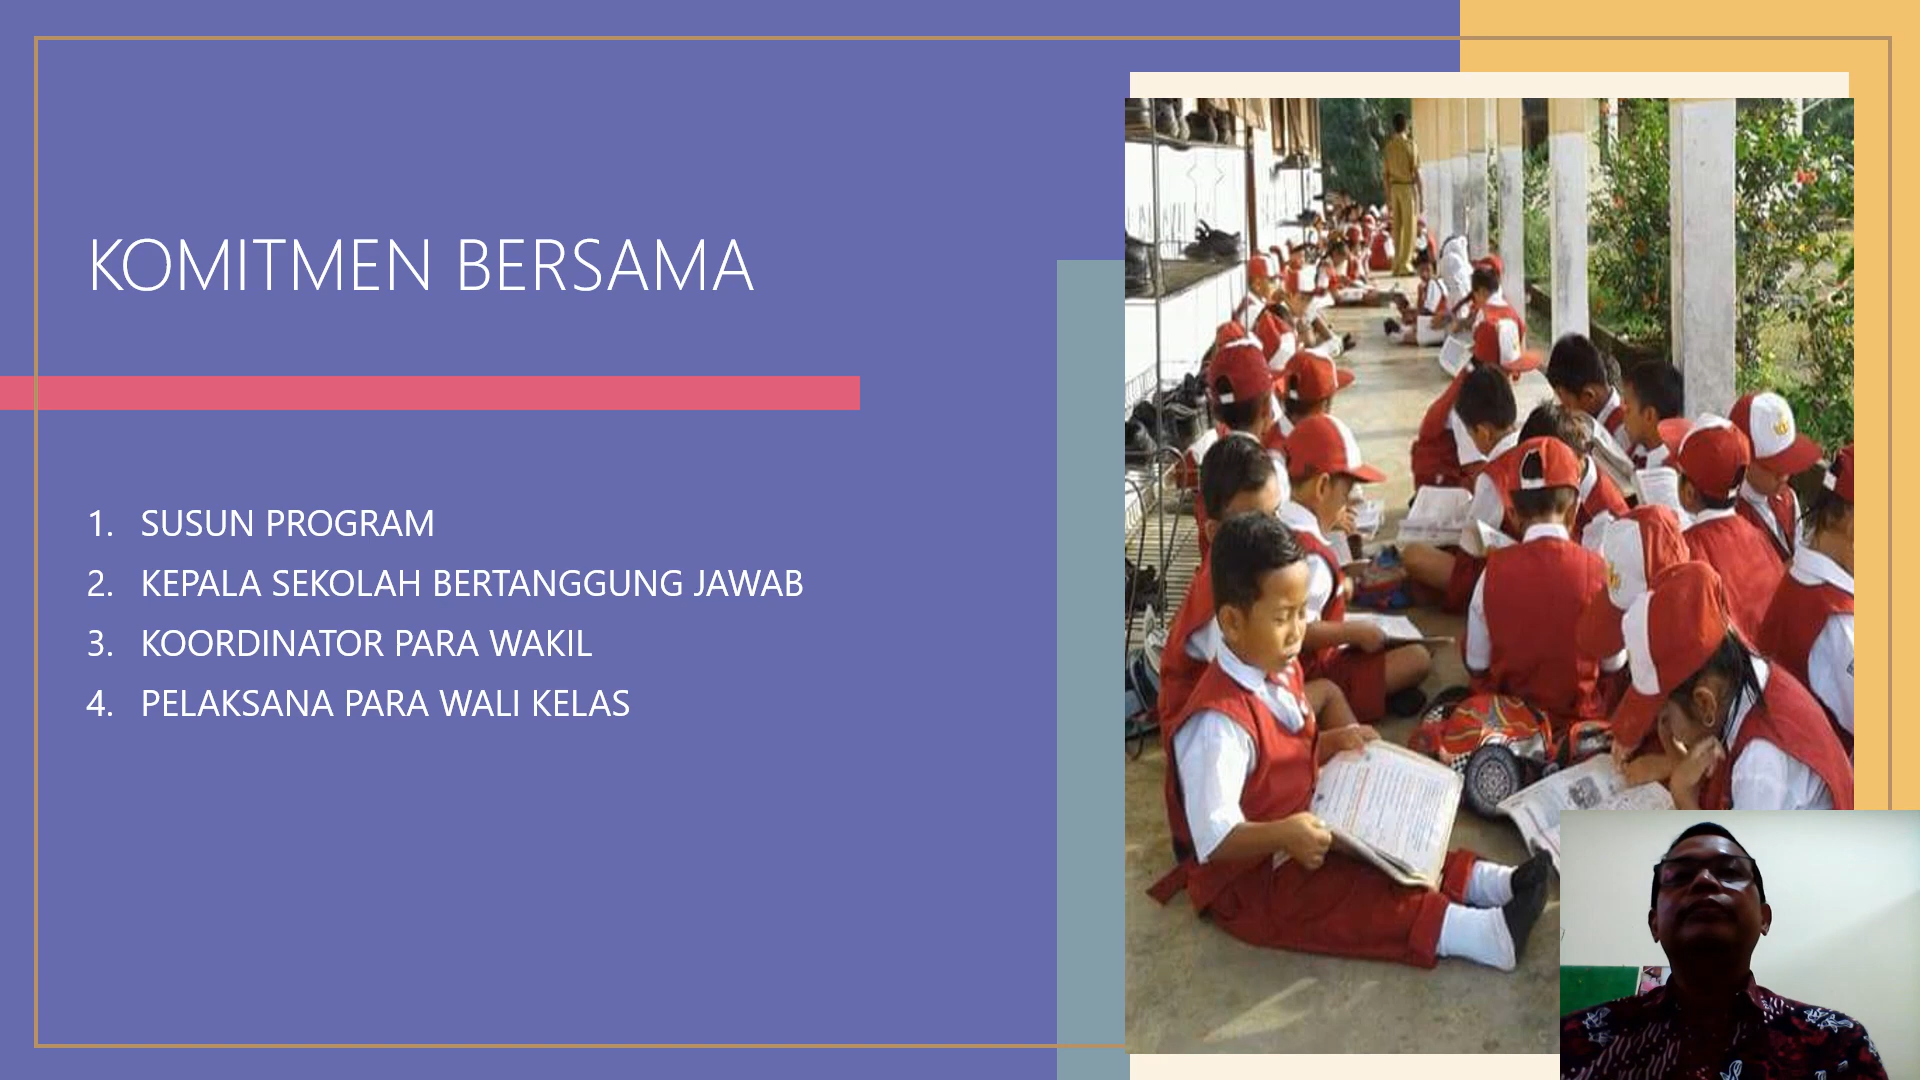 KOMITMEN BERSAMA
1. SUSUN PROGRAM
2. KEPALA SEKOLAH BERTANGGUNG JAWAB
3. KOORDINATOR PARA WAKIL
4. PELAKSANA PARA WALI KELAS